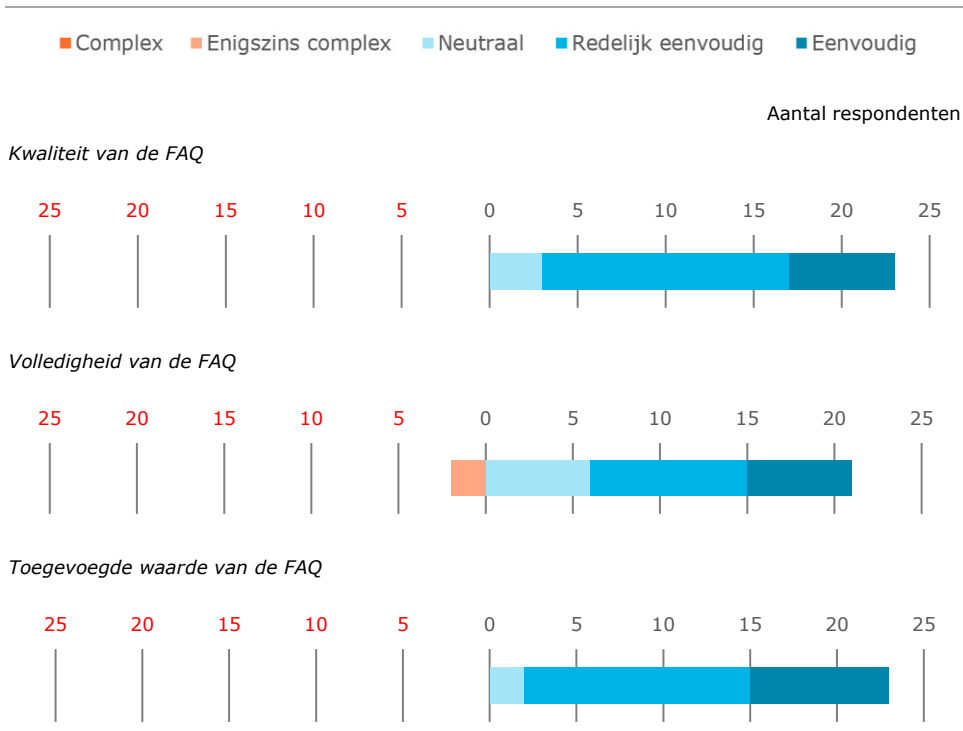 Complex Enigszins complex Neutraal Redelijk eenvoudig Eenvoudig
Aantal respondenten
Kwaliteit van de FAQ
25 20 15 10 5 0 5 10 15 20 25
Volledigheid van de FAQ
25 20 15 10 5 0 5 10 15 20 25
Toegevoegde waarde van de FAQ
25 20 15 10 5 0 5 10 15 20 25